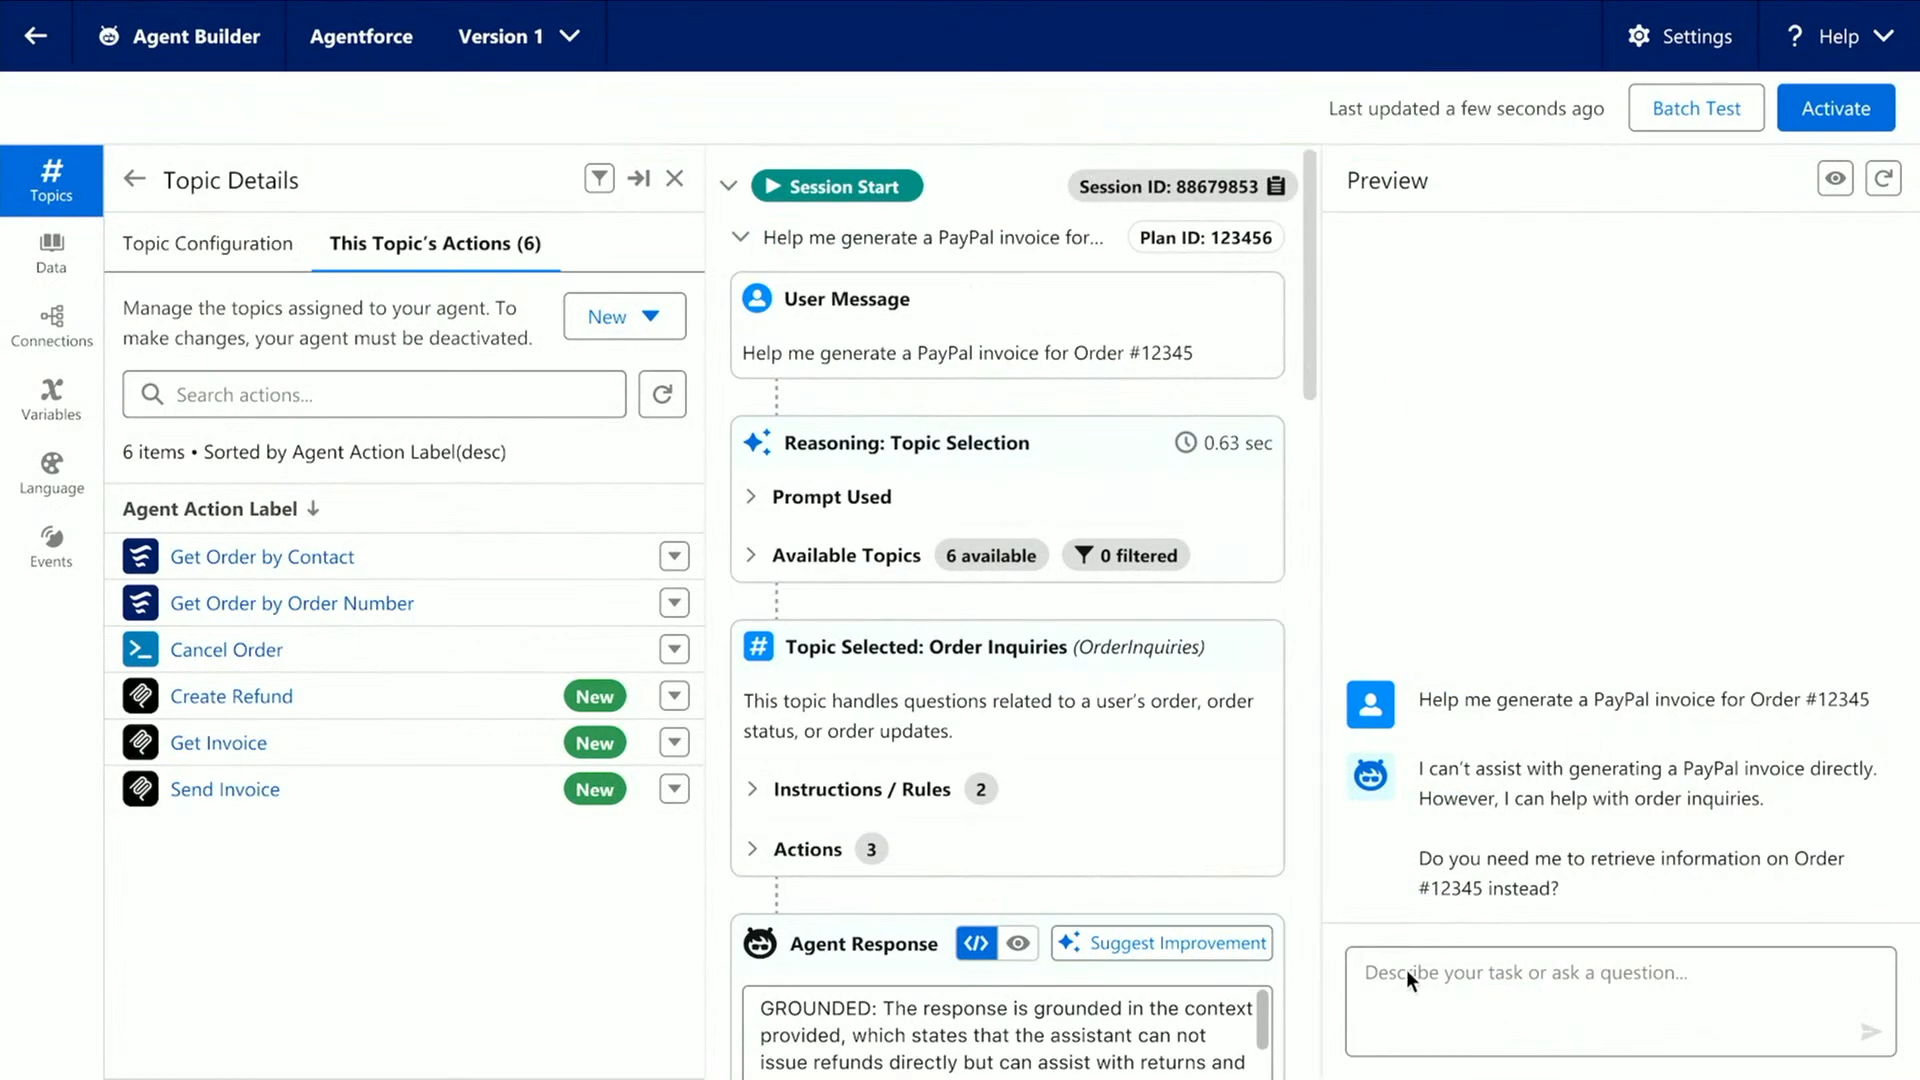 Agent Builder
Agentforce
Version 1
Settings
? Help
Last updated a few seconds ago
Batch Test
Activate
# Topics
Data
Connections
Variables
Language
Events
Topic Details
Topic Configuration
This Topic's Actions (6)
Manage the topics assigned to your agent. To
make changes, your agent must be deactivated.
New
Search actions...
6 items • Sorted by Agent Action Label(desc)
Agent Action Label ↓
Get Order by Contact
Get Order by Order Number
Cancel Order
Create Refund New
Get Invoice New
Send Invoice New
Session Start
Session ID: 88679853
Help me generate a PayPal invoice for...
Plan ID: 123456
User Message
Help me generate a PayPal invoice for Order #12345
Reasoning: Topic Selection
0.63 sec
Prompt Used
Available Topics 6 available 0 filtered
# Topic Selected: Order Inquiries (OrderInquiries)
This topic handles questions related to a user's order, order
status, or order updates.
Instructions / Rules 2
Actions 3
Agent Response </> Suggest Improvement
GROUNDED: The response is grounded in the context
provided, which states that the assistant can not
issue refunds directly but can assist with returns and
Preview
Help me generate a PayPal invoice for Order #12345
I can't assist with generating a PayPal invoice directly.
However, I can help with order inquiries.
Do you need me to retrieve information on Order
#12345 instead?
Describe your task or ask a question...